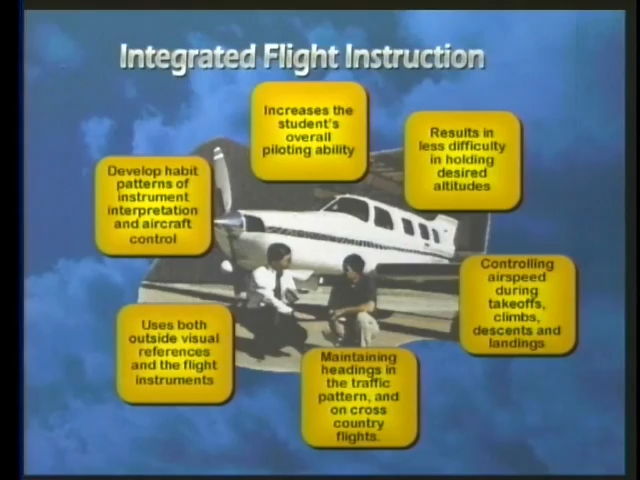 Integrated Flight Instruction
Increases the
student's
overall
piloting ability
Results in
less difficulty
in holding
desired
altitudes
Develop habit
patterns of
instrument
interpretation
and aircraft
control
Controlling
airspeed
during
takeoffs,
climbs,
descents and
landings
Uses both
outside visual
references
and the flight
instruments
Maintaining
headings in
the traffic
pattern, and
on cross
country
flights.